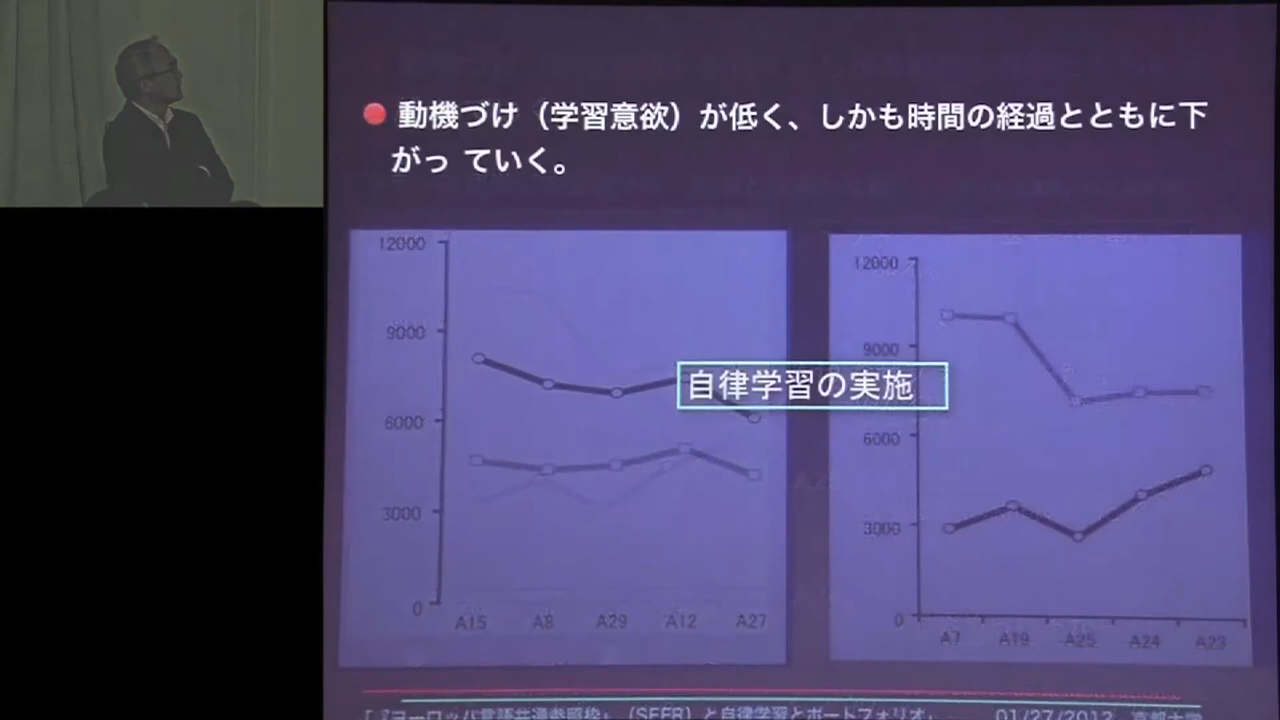 動機づけ（学習意欲）が低く、しかも時間の経過とともに下
がっ ていく。
12000
9000
6000
3000
0
A15 A8 A29 A12 A27
自律学習の実施
12000
9000
6000
3000
0
A7 A19 A25 A24 A23
「『ヨーロッパ言語共通参照枠』（SEFR）と自律学習とポートフォリオ」 01/27/2012